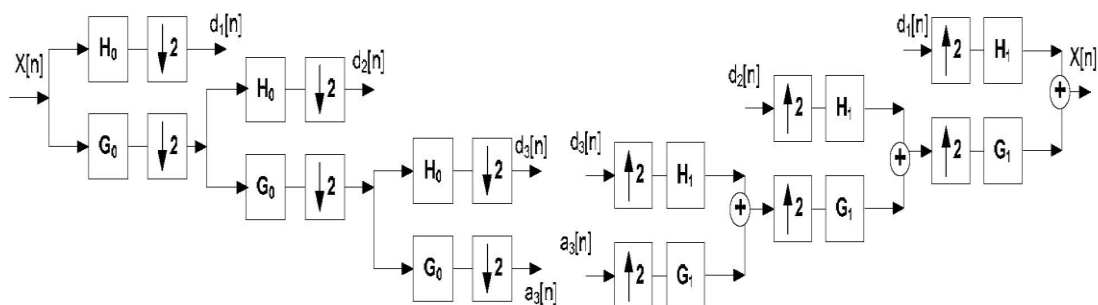 X[n] H₀ 2 d₁[n]
G₀ 2 H₀ 2 d₂[n]
G₀ 2 H₀ 2 d₃[n]
G₀ 2 a₃[n]
d₁[n] 2 H₁ X[n]
d₂[n] 2 H₁ + 2 G₁
d₃[n] 2 H₁ + 2 G₁ +
a₃[n] 2 G₁